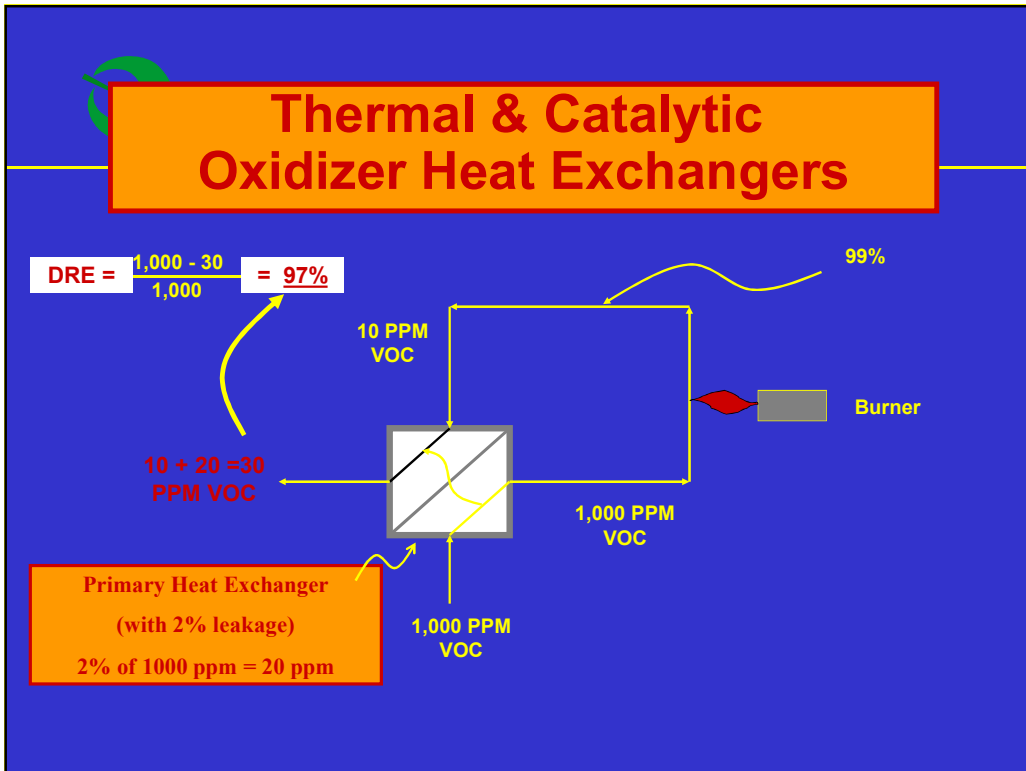 Thermal & Catalytic
Oxidizer Heat Exchangers
DRE = 1,000 - 30 = 97%
1,000
99%
10 PPM
VOC
Burner
10 + 20 =30
PPM VOC
1,000 PPM
VOC
Primary Heat Exchanger
(with 2% leakage)
2% of 1000 ppm = 20 ppm
1,000 PPM
VOC